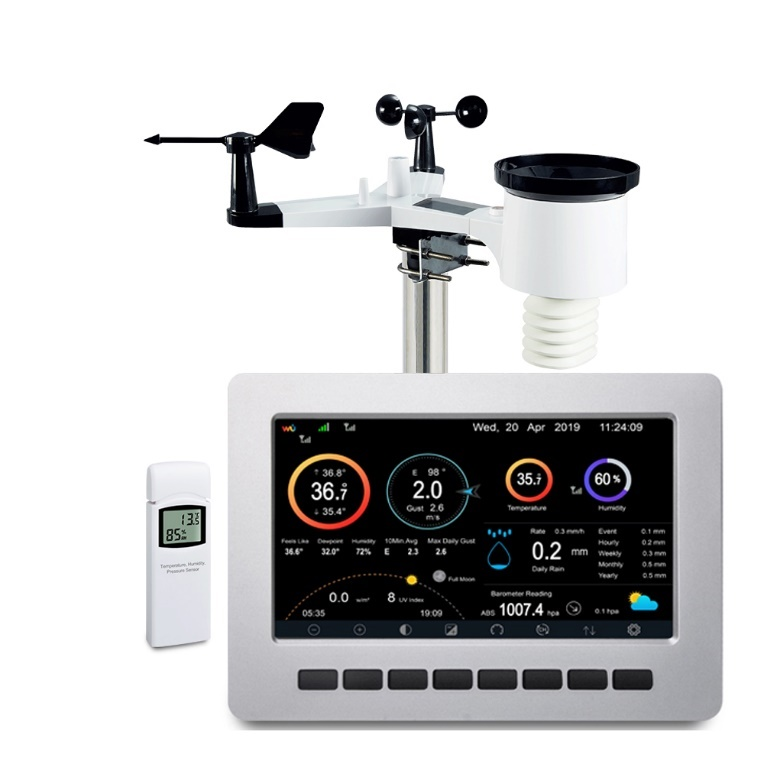 wu
Wed, 20 Apr 2019 11:24:09
↑ 36.8°
36.7°
↓ 35.4°
E 98 °
2.0
Gust 2.6
m/s
35.7°
Temperature
60 %
Humidity
Feels Like Dewpoint Humidity 10Min.Avg Max Daily Gust
36.6° 32.0° 72% E 2.3 2.6
Rate 0.3 mm/h
0.2 mm
Daily Rain
Event 0.1 mm
Hourly 0.2 mm
Weekly 0.3 mm
Monthly 0.5 mm
Yearly 0.5 mm
Full Moon
0.0 w/m² 8 UV Index
05:35 19:09
Barometer Reading
ABS 1007.4 hpa 0.1 hpa
13.5
85%
Temperature, Humidity,
Pressure Sensor